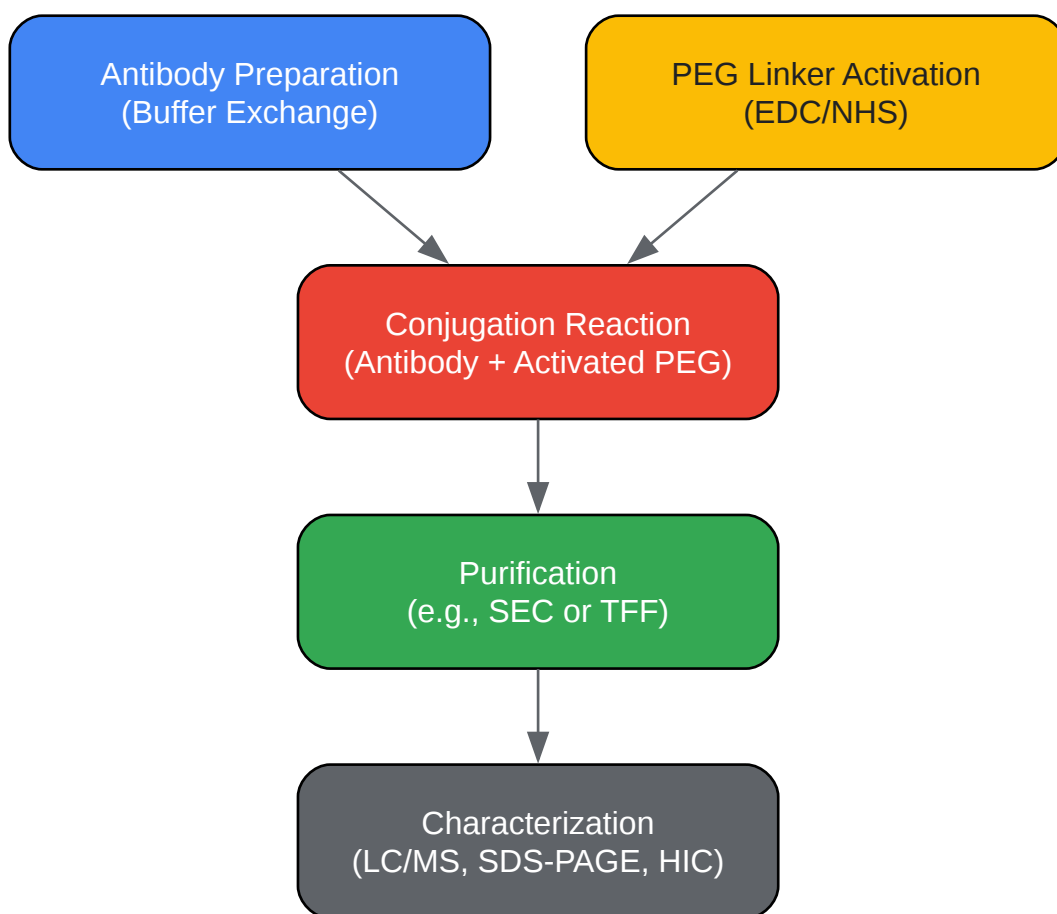 Antibody Preparation
(Buffer Exchange)
PEG Linker Activation
(EDC/NHS)
Conjugation Reaction
(Antibody + Activated PEG)
Purification
(e.g., SEC or TFF)
Characterization
(LC/MS, SDS-PAGE, HIC)